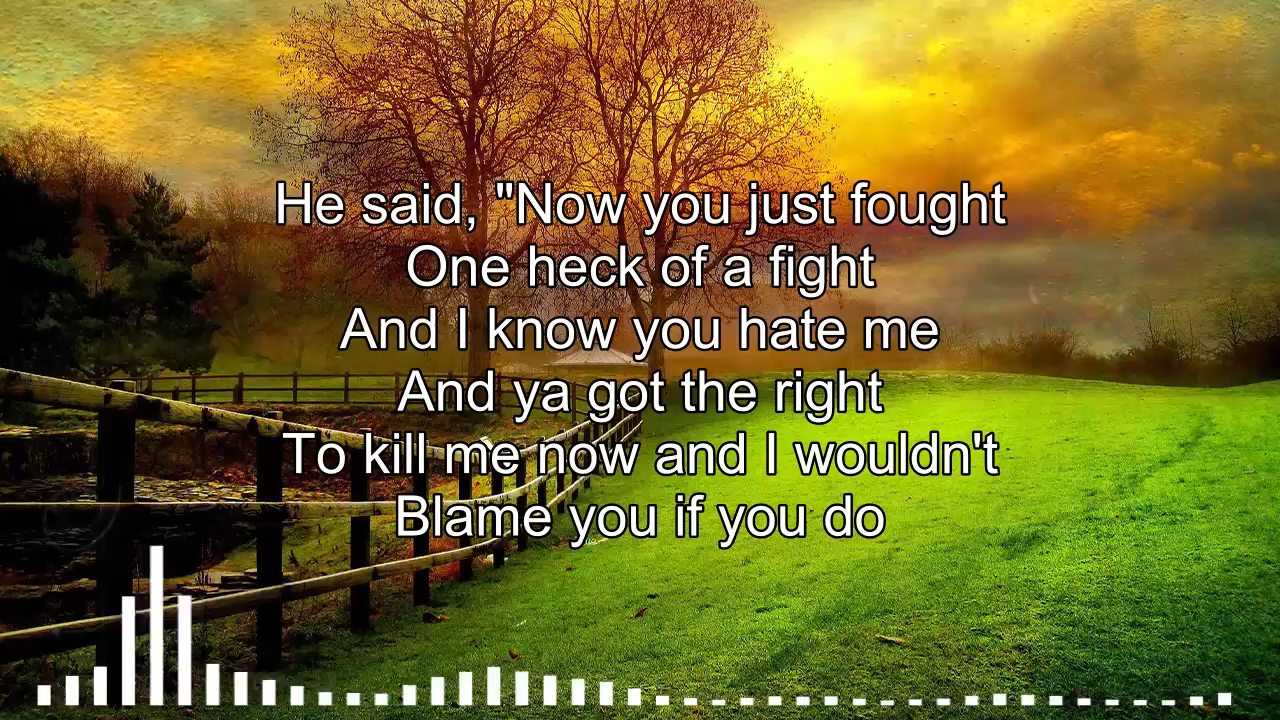 He said, "Now you just fought
One heck of a fight
And I know you hate me
And ya got the right
To kill me now and I wouldn't
Blame you if you do